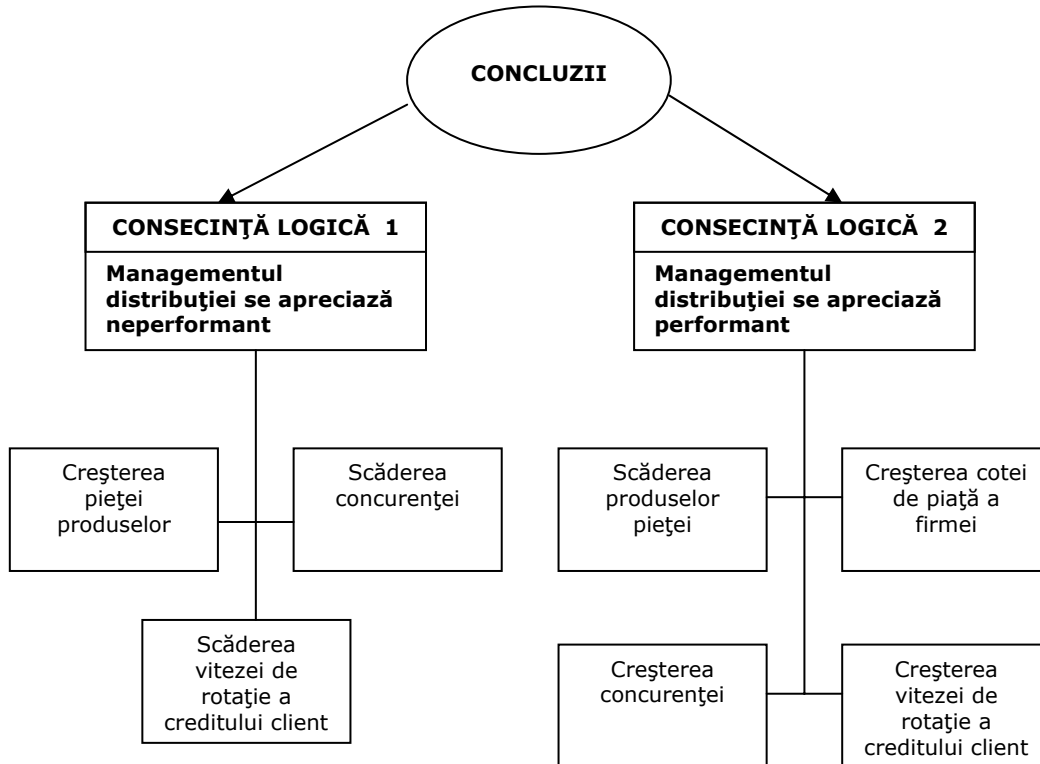 CONCLUZII
CONSECINŢĂ LOGICĂ 1
Managementul
distribuţiei se apreciază
neperformant
CONSECINŢĂ LOGICĂ 2
Managementul
distribuţiei se apreciază
performant
Creşterea
pieţei
produselor
Scăderea
concurenţei
Scăderea
vitezei de
rotaţie a
creditului client
Scăderea
produselor
pieţei
Creşterea cotei
de piaţă a
firmei
Creşterea
concurenţei
Creşterea
vitezei de
rotaţie a
creditului client